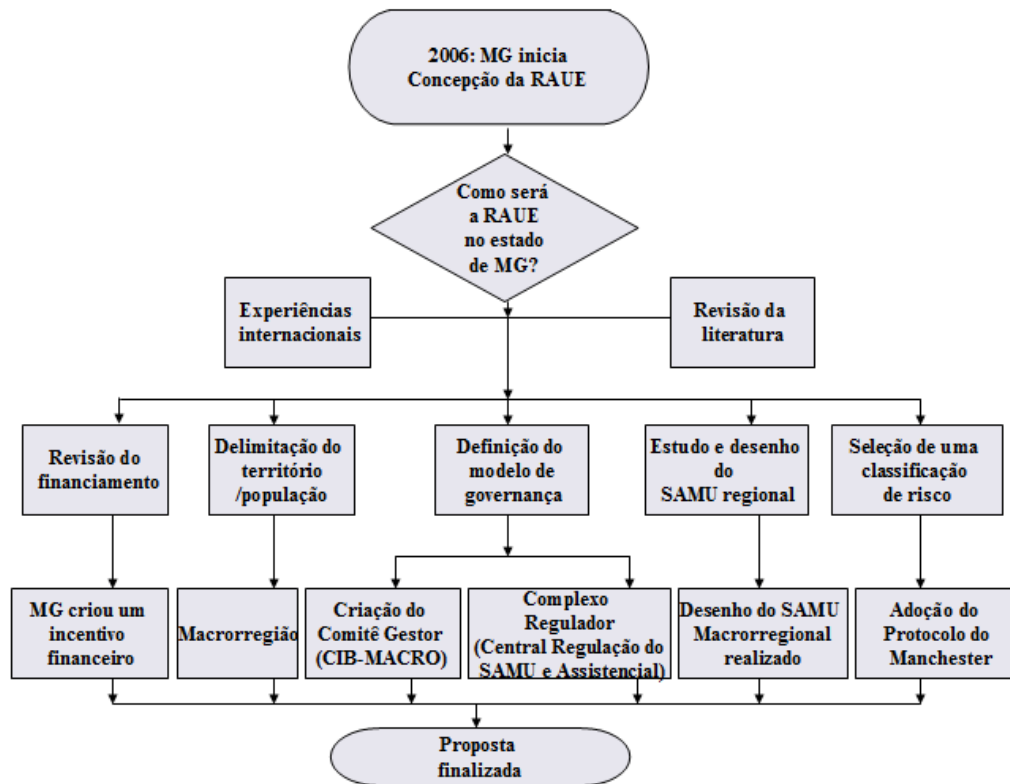 2006: MG inicia
Concepção da RAUE
Como será
a RAUE
no estado
de MG?
Experiências
internacionais
Revisão da
literatura
Revisão do
financiamento
Delimitação do
território
/população
Definição do
modelo de
governança
Estudo e desenho
do
SAMU regional
Seleção de uma
classificação
de risco
MG criou um
incentivo
financeiro
Macrorregião
Criação do
Comitê Gestor
(CIB-MACRO)
Complexo
Regulador
(Central Regulação do
SAMU e Assistencial)
Desenho do SAMU
Macrorregional
realizado
Adoção do
Protocolo do
Manchester
Proposta
finalizada